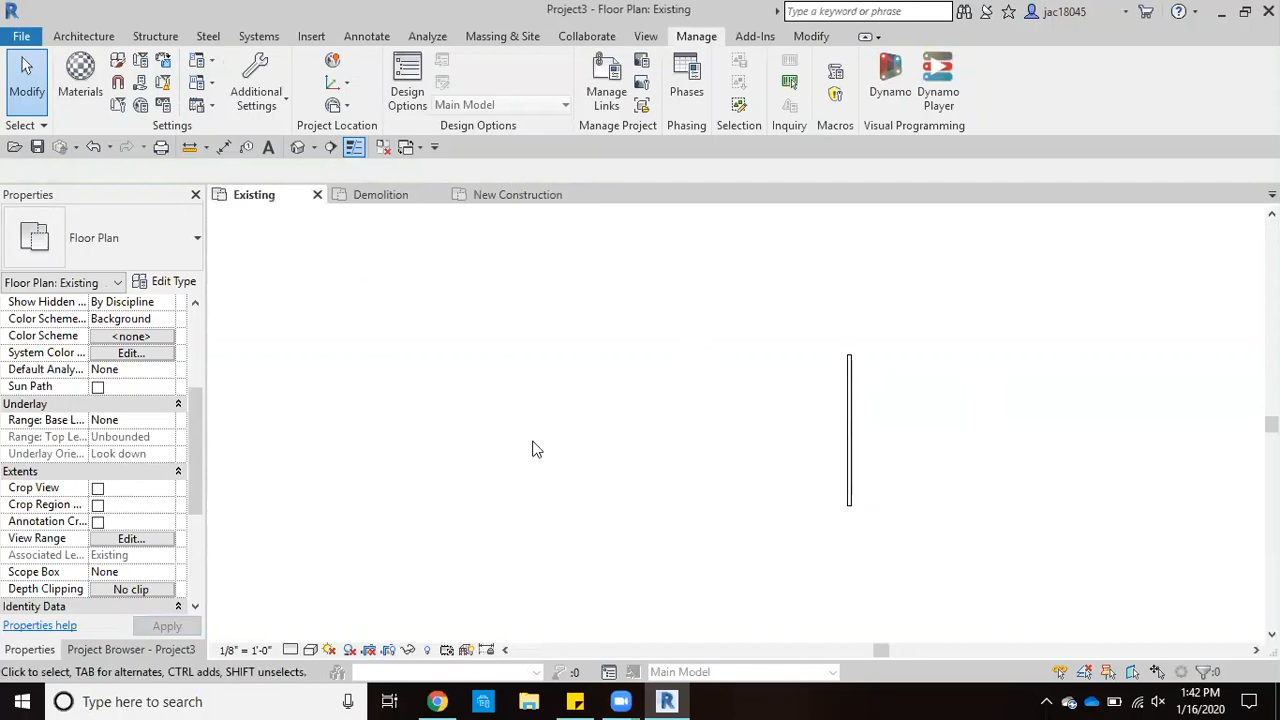 Project3 - Floor Plan: Existing
Type a keyword or phrase
jac18045
File
Architecture
Structure
Steel
Systems
Insert
Annotate
Analyze
Massing & Site
Collaborate
View
Manage
Add-Ins
Modify
Modify
Materials
Additional Settings
Design Options
Main Model
Manage Links
Phases
Dynamo
Dynamo Player
Select
Settings
Project Location
Design Options
Manage Project
Phasing
Selection
Inquiry
Macros
Visual Programming
Properties
Existing
Demolition
New Construction
Floor Plan
Floor Plan: Existing
Edit Type
Show Hidden ... By Discipline
Color Scheme ... Background
Color Scheme <none>
System Color ... Edit...
Default Analy... None
Sun Path
Underlay
Range: Base L... None
Range: Top Le... Unbounded
Underlay Orie... Look down
Extents
Crop View
Crop Region ...
Annotation Cr...
View Range Edit...
Associated Le... Existing
Scope Box None
Depth Clipping No clip
Identity Data
Properties help
Apply
Properties
Project Browser - Project3
1/8" = 1'-0"
Click to select, TAB for alternates, CTRL adds, SHIFT unselects.
:0
Main Model
:0
Type here to search
1:42 PM
1/16/2020